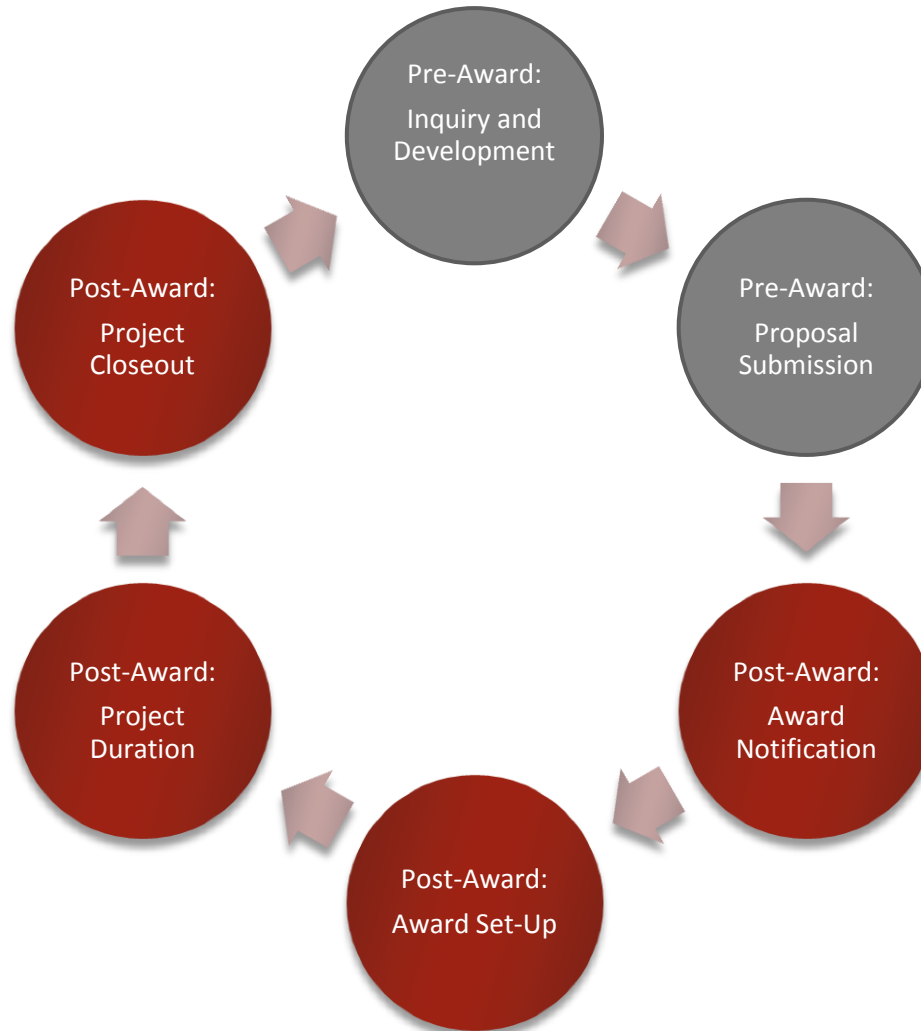 Pre-Award:
Inquiry and
Development
Pre-Award:
Proposal
Submission
Post-Award:
Award
Notification
Post-Award:
Award Set-Up
Post-Award:
Project
Duration
Post-Award:
Project
Closeout